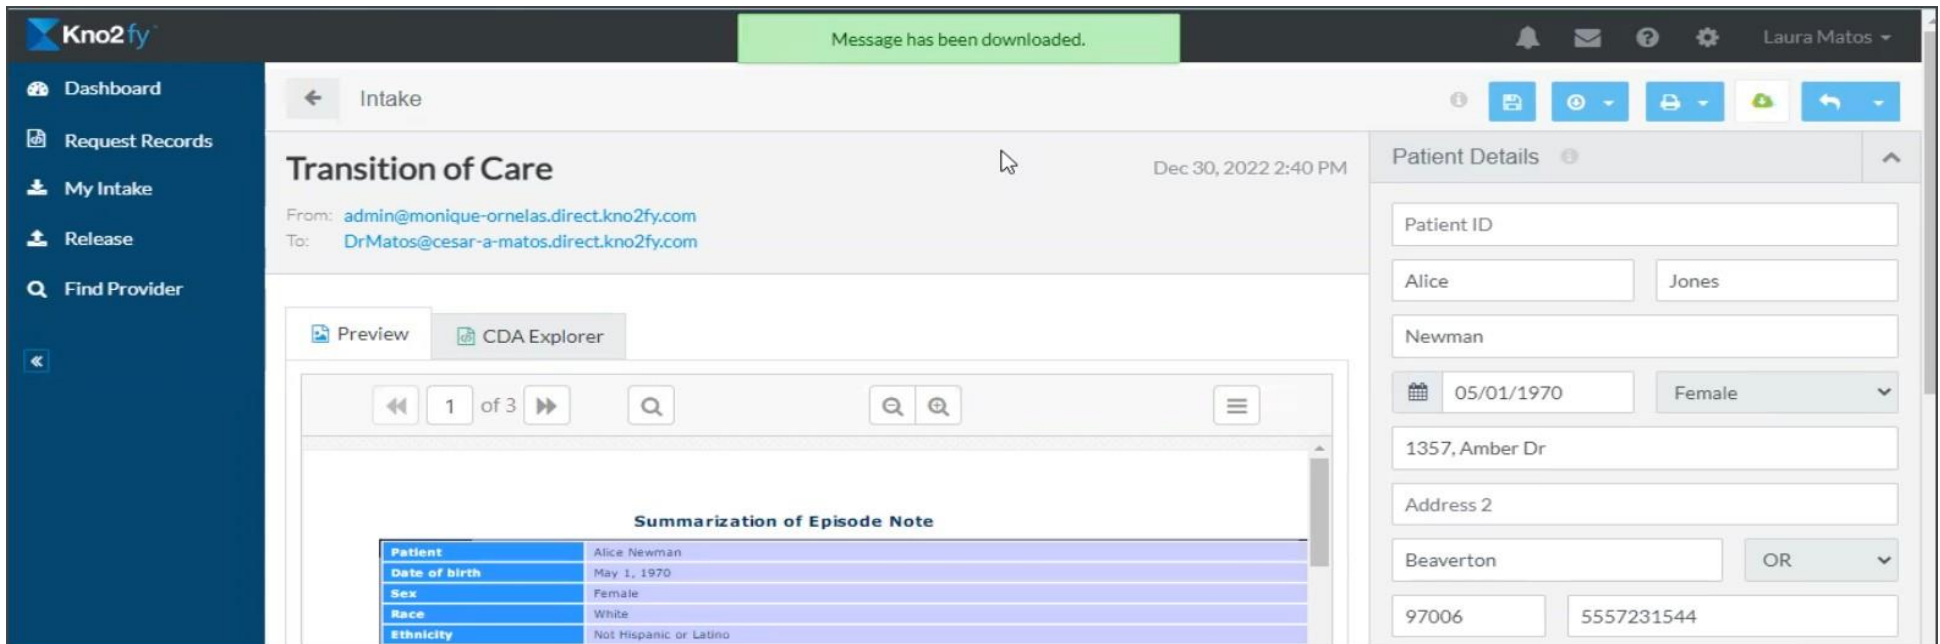 Kno2fy
Message has been downloaded.
Laura Matos
Dashboard
Request Records
My Intake
Release
Find Provider
Intake
Transition of Care
Dec 30, 2022 2:40 PM
From: admin@monique-ornelas.direct.kno2fy.com
To: DrMatos@cesar-a-matos.direct.kno2fy.com
Preview
CDA Explorer
1 of 3
Summarization of Episode Note
Patient Alice Newman
Date of birth May 1, 1970
Sex Female
Race White
Ethnicity Not Hispanic or Latino
Patient Details
Patient ID
Alice Jones
Newman
05/01/1970 Female
1357, Amber Dr
Address 2
Beaverton OR
97006 5557231544